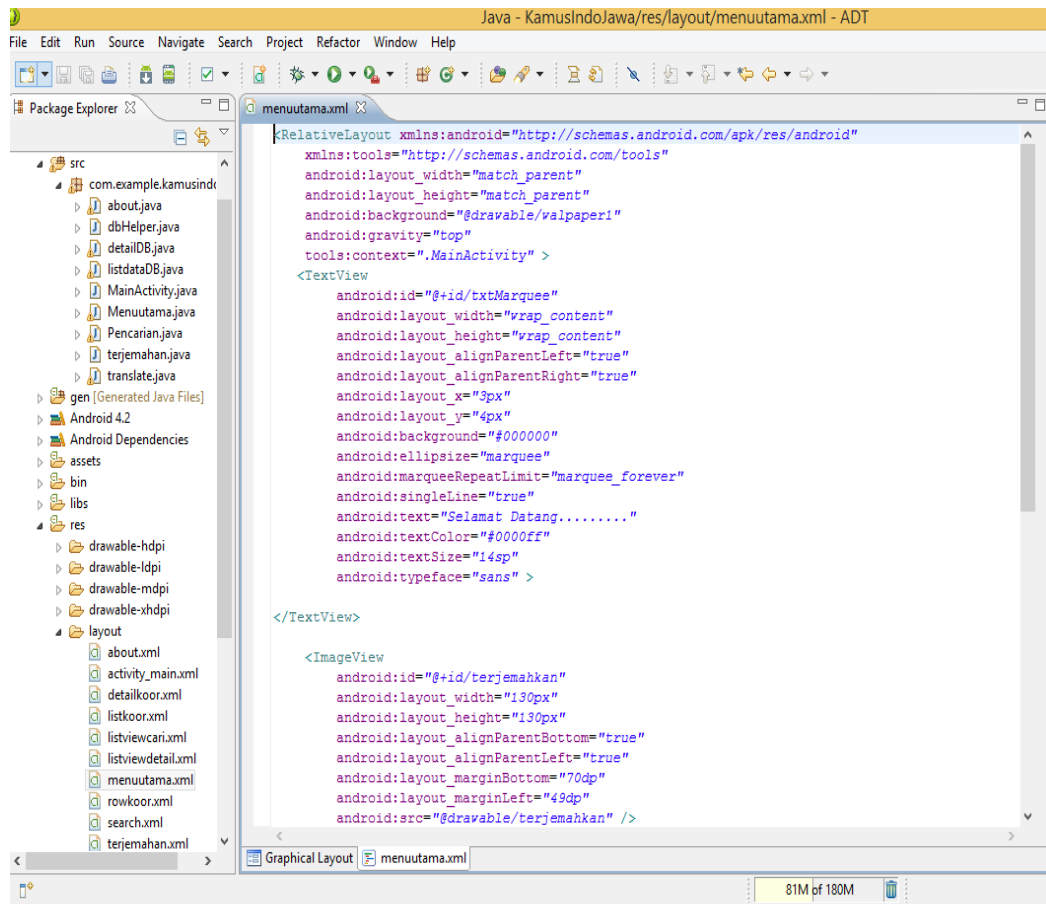 Java - KamusIndoJawa/res/layout/menuutama.xml - ADT
File Edit Run Source Navigate Search Project Refactor Window Help
Package Explorer
src
com.example.kamusindo
about.java
dbHelper.java
detailDB.java
listdataDB.java
MainActivity.java
Menuutama.java
Pencarian.java
terjemahan.java
translate.java
gen [Generated Java Files]
Android 4.2
Android Dependencies
assets
bin
libs
res
drawable-hdpi
drawable-ldpi
drawable-mdpi
drawable-xhdpi
layout
about.xml
activity_main.xml
detailkoor.xml
listkoor.xml
listviewcari.xml
listviewdetail.xml
menuutama.xml
rowkoor.xml
search.xml
terjemahan.xml
menuutama.xml
<RelativeLayout xmlns:android="http://schemas.android.com/apk/res/android"
xmlns:tools="http://schemas.android.com/tools"
android:layout_width="match_parent"
android:layout_height="match_parent"
android:background="@drawable/walpaper1"
android:gravity="top"
tools:context=".MainActivity" >
<TextView
android:id="@+id/txtMarquee"
android:layout_width="wrap_content"
android:layout_height="wrap_content"
android:layout_alignParentLeft="true"
android:layout_alignParentRight="true"
android:layout_x="3px"
android:layout_y="4px"
android:background="#000000"
android:ellipsize="marquee"
android:marqueeRepeatLimit="marquee_forever"
android:singleLine="true"
android:text="Selamat Datang........."
android:textColor="#0000ff"
android:textSize="14sp"
android:typeface="sans" >
</TextView>
<ImageView
android:id="@+id/terjemahkan"
android:layout_width="130px"
android:layout_height="130px"
android:layout_alignParentBottom="true"
android:layout_alignParentLeft="true"
android:layout_marginBottom="70dp"
android:layout_marginLeft="49dp"
android:src="@drawable/terjemahkan" />
Graphical Layout menuutama.xml
81M of 180M